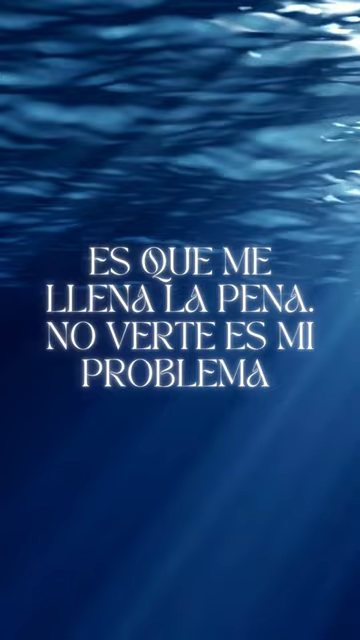 ES QUE ME
LLENA LA PENA.
NO VERTE ES MI
PROBLEMA